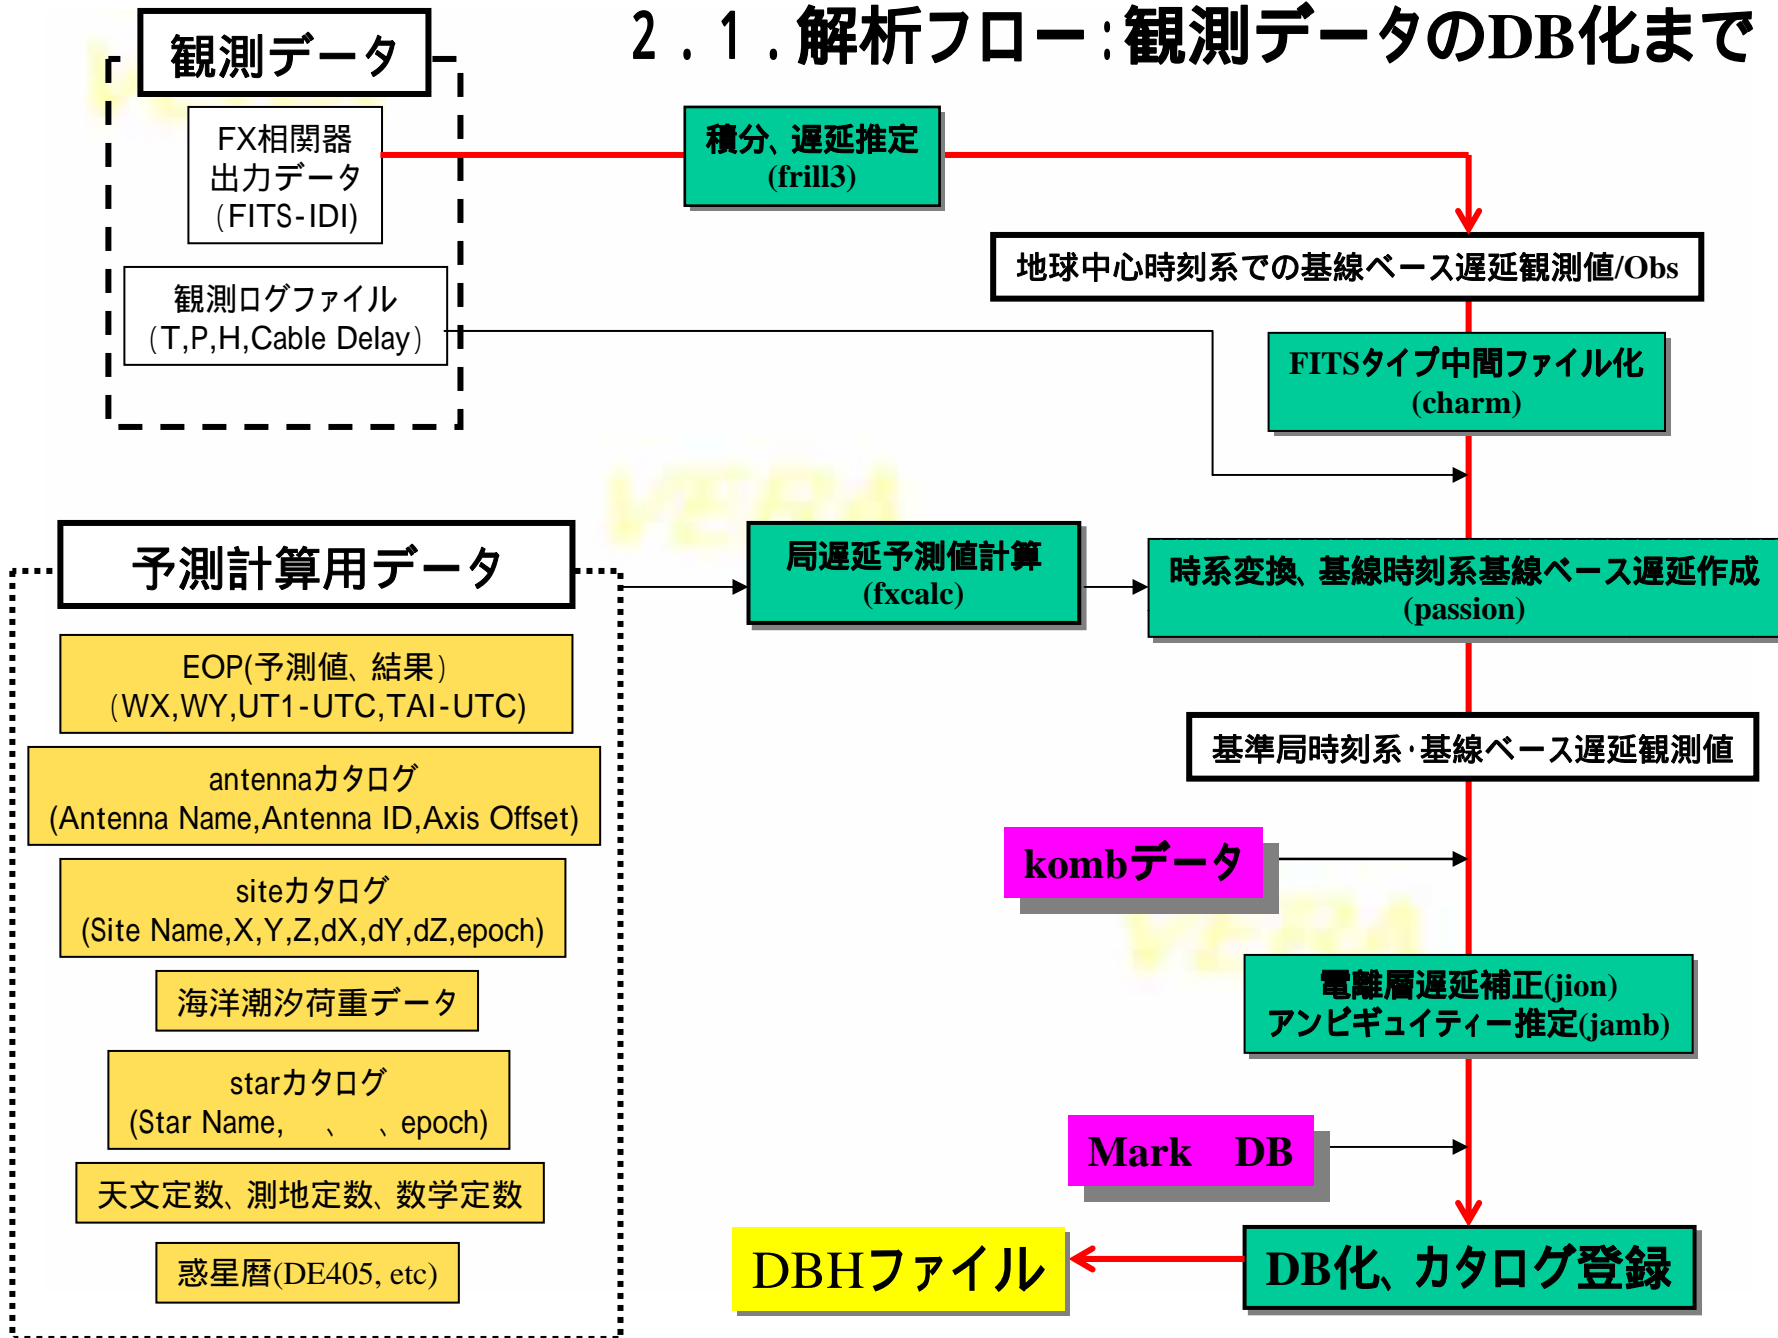 2.1.解析フロー:観測データのDB化まで
観測データ
FX相関器
出力データ
(FITS-IDI)
観測ログファイル
(T,P,H,Cable Delay)
積分、遅延推定
(frill3)
地球中心時刻系での基線ベース遅延観測値/Obs
FITSタイプ中間ファイル化
(charm)
予測計算用データ
局遅延予測値計算
(fxcalc)
時系変換、基線時刻系基線ベース遅延作成
(passion)
EOP(予測値、結果)
(WX,WY,UT1-UTC,TAI-UTC)
antennaカタログ
(Antenna Name,Antenna ID,Axis Offset)
siteカタログ
(Site Name,X,Y,Z,dX,dY,dZ,epoch)
海洋潮汐荷重データ
starカタログ
(Star Name, 、 、epoch)
天文定数、測地定数、数学定数
惑星暦(DE405, etc)
基準局時刻系・基線ベース遅延観測値
kombデータ
電離層遅延補正(jion)
アンビギュイティー推定(jamb)
Mark DB
DB化、カタログ登録
DBHファイル
VERA
VERA